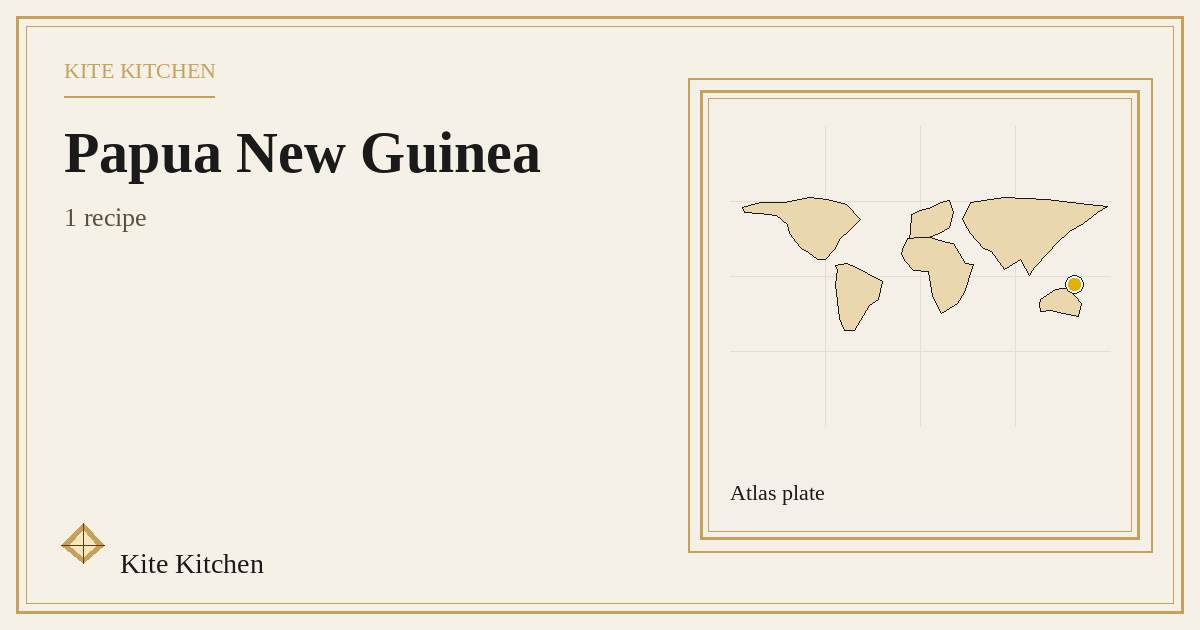 KITE KITCHEN
Papua New Guinea
1 recipe
Atlas plate
Kite Kitchen